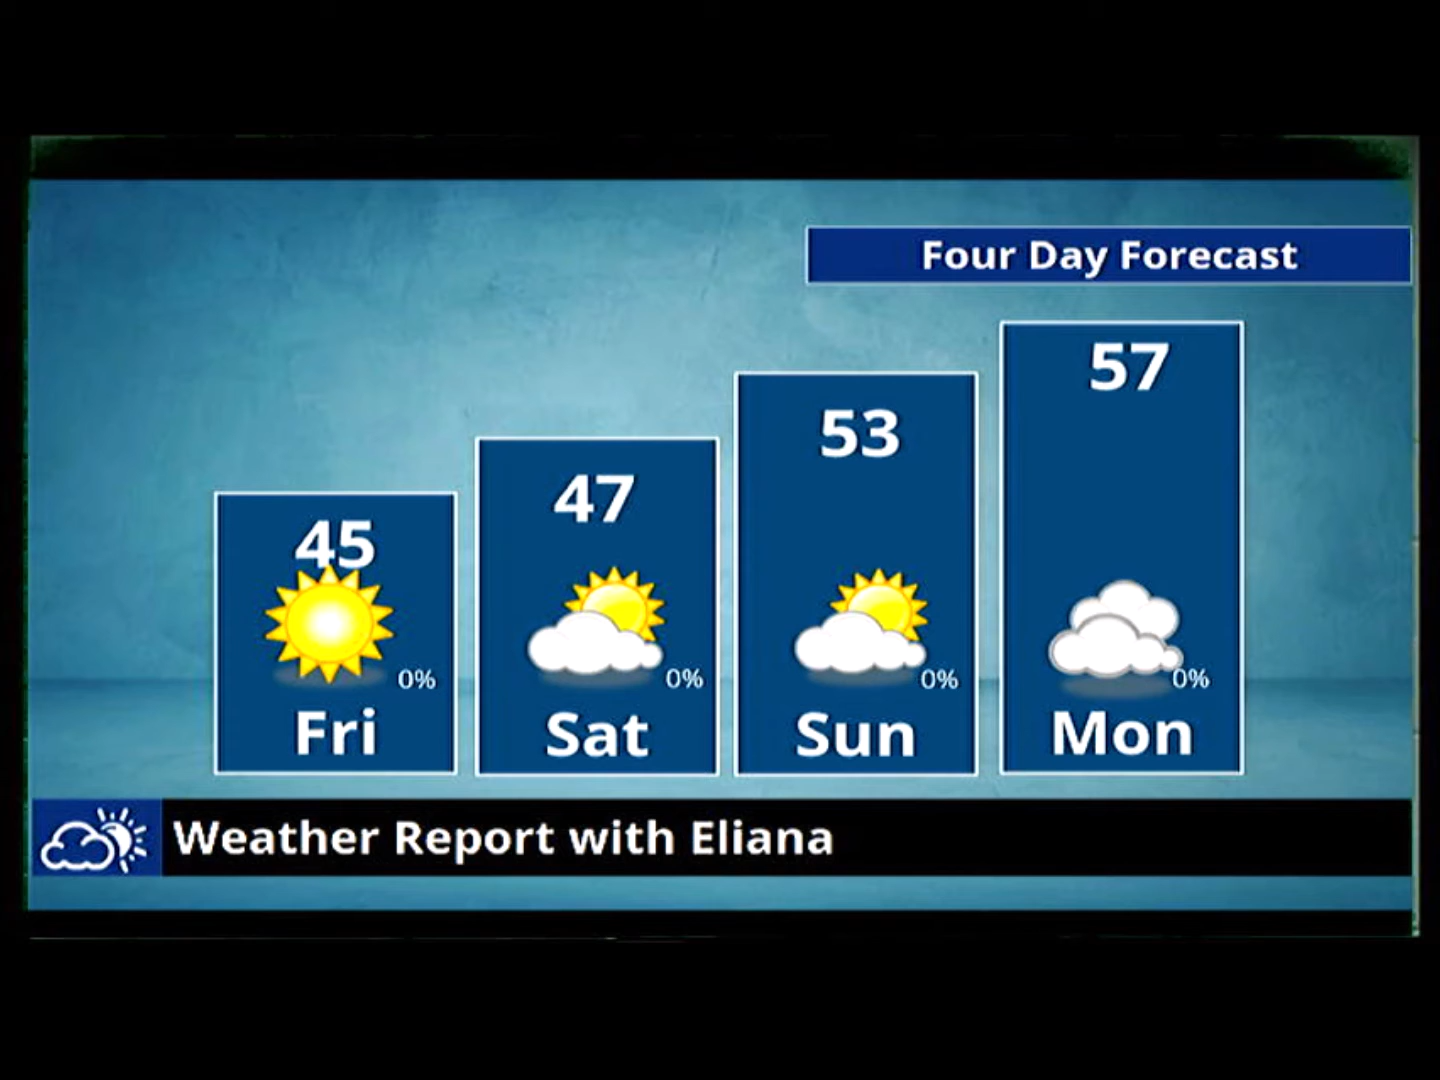 Four Day Forecast
45
47
53
57
0%
0%
0%
0%
Fri
Sat
Sun
Mon
Weather Report with Eliana